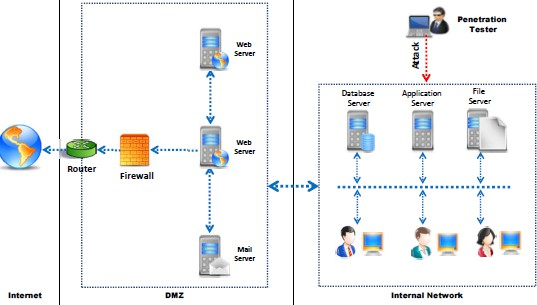 Web
Server
Web
Server
Mail
Server
Router
Firewall
Penetration
Tester
Attack
Database
Server
Application
Server
File
Server
Internet
DMZ
Internal Network